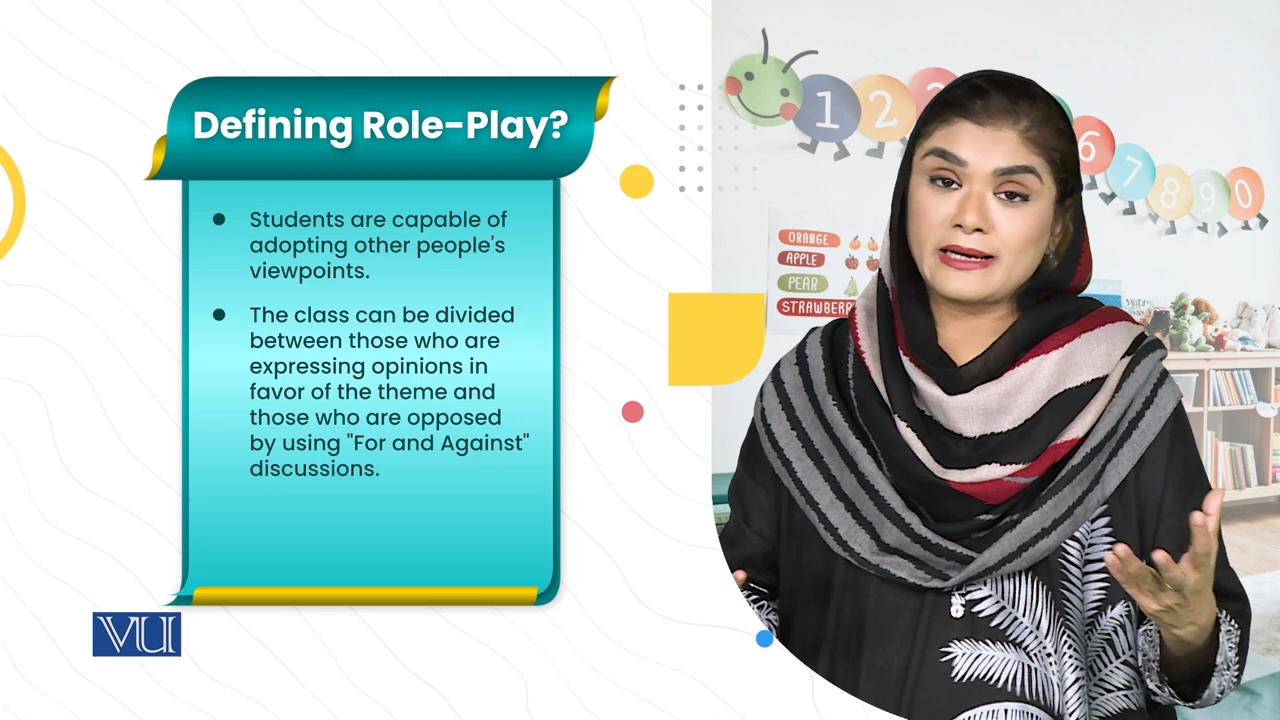 Defining Role-Play?
Students are capable of
adopting other people's
viewpoints.
The class can be divided
between those who are
expressing opinions in
favor of the theme and
those who are opposed
by using "For and Against"
discussions.
VU
1 2
6 7 8 9 0
ORANGE
APPLE
PEAR